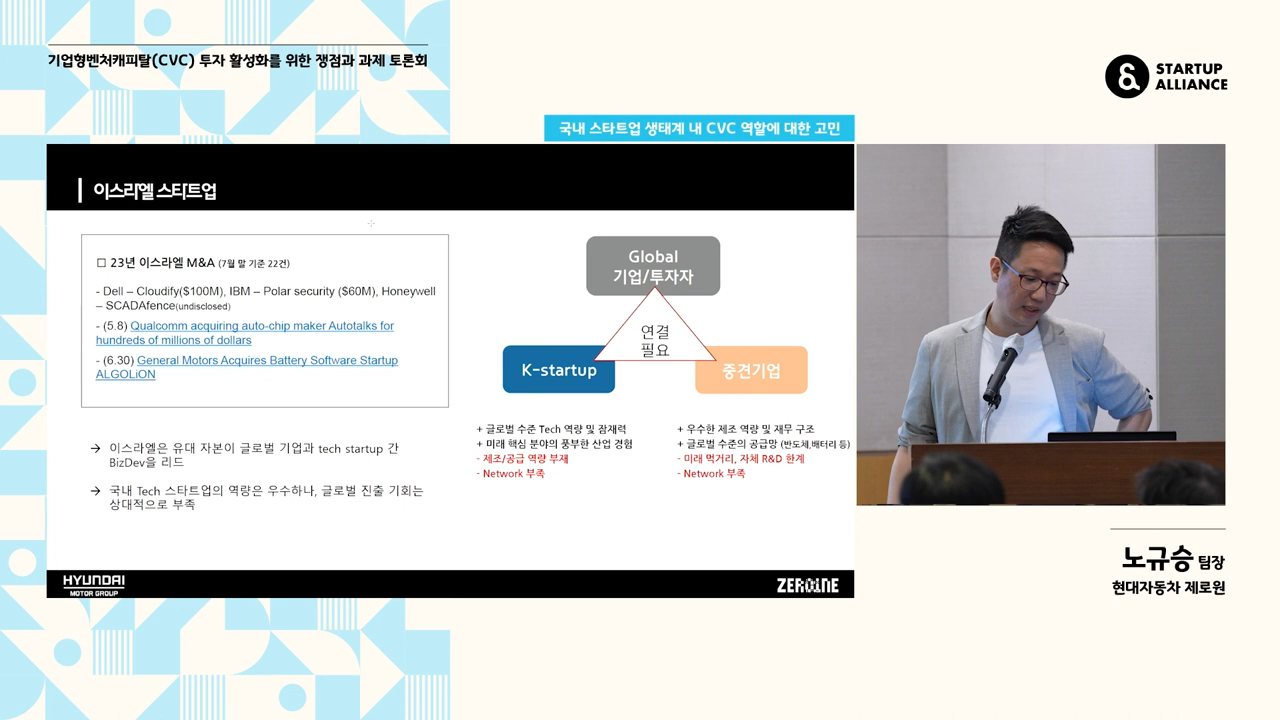 기업형벤처캐피탈(CVC) 투자 활성화를 위한 쟁점과 과제 토론회
STARTUP
ALLIANCE
국내 스타트업 생태계 내 CVC 역할에 대한 고민
이스라엘 스타트업
□ 23년 이스라엘 M&A (7월 말 기준 22건)
- Dell – Cloudify($100M), IBM – Polar security ($60M), Honeywell
– SCADAfence(undisclosed)
- (5.8) Qualcomm acquiring auto-chip maker Autotalks for
hundreds of millions of dollars
- (6.30) General Motors Acquires Battery Software Startup
ALGOLiON
→ 이스라엘은 유대 자본이 글로벌 기업과 tech startup 간
BizDev을 리드
→ 국내 Tech 스타트업의 역량은 우수하나, 글로벌 진출 기회는
상대적으로 부족
Global
기업/투자자
연결
필요
K-startup
중견기업
+ 글로벌 수준 Tech 역량 및 잠재력
+ 미래 핵심 분야의 풍부한 산업 경험
- 제조/공급 역량 부재
- Network 부족
+ 우수한 제조 역량 및 재무 구조
+ 글로벌 수준의 공급망 (반도체,배터리 등)
- 미래 먹거리, 자체 R&D 한계
- Network 부족
HYUNDAI
MOTOR GROUP
ZER01NE
노규승 팀장
현대자동차 제로원